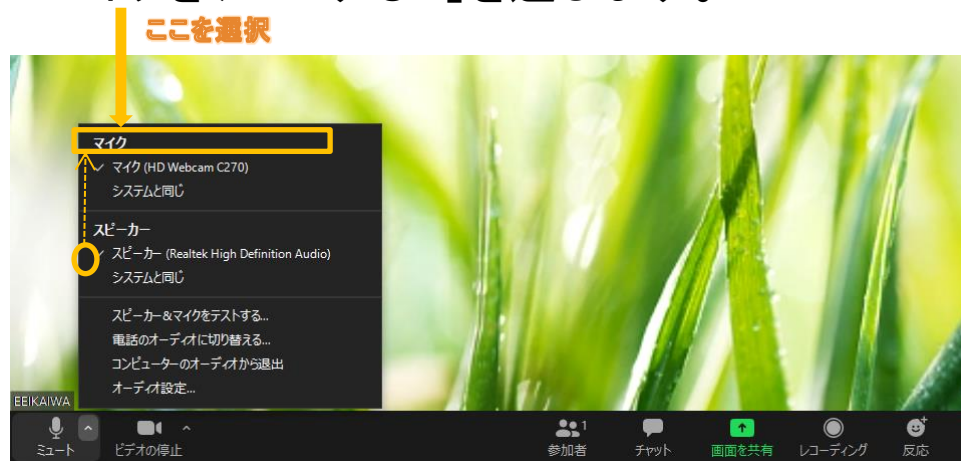 ここを選択
マイク
マイク (HD Webcam C270)
システムと同じ
スピーカー
スピーカー (Realtek High Definition Audio)
システムと同じ
スピーカー&マイクをテストする...
電話のオーディオに切り替える...
コンピューターのオーディオから退出
オーディオ設定...
EEIKAIWA
ミュート
ビデオの停止
1
参加者
チャット
画面を共有
レコーディング
反応